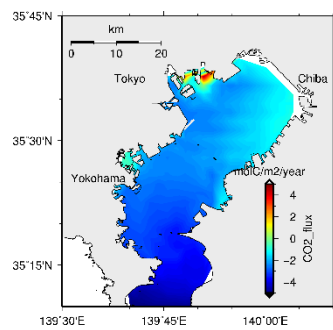 35°45'N
km
0 10 20
Tokyo
Chiba
35°30'N
molC/m2/year
Yokohama
4
2
0
−2
−4
CO2_flux
35°15'N
139°30'E 139°45'E 140°00'E